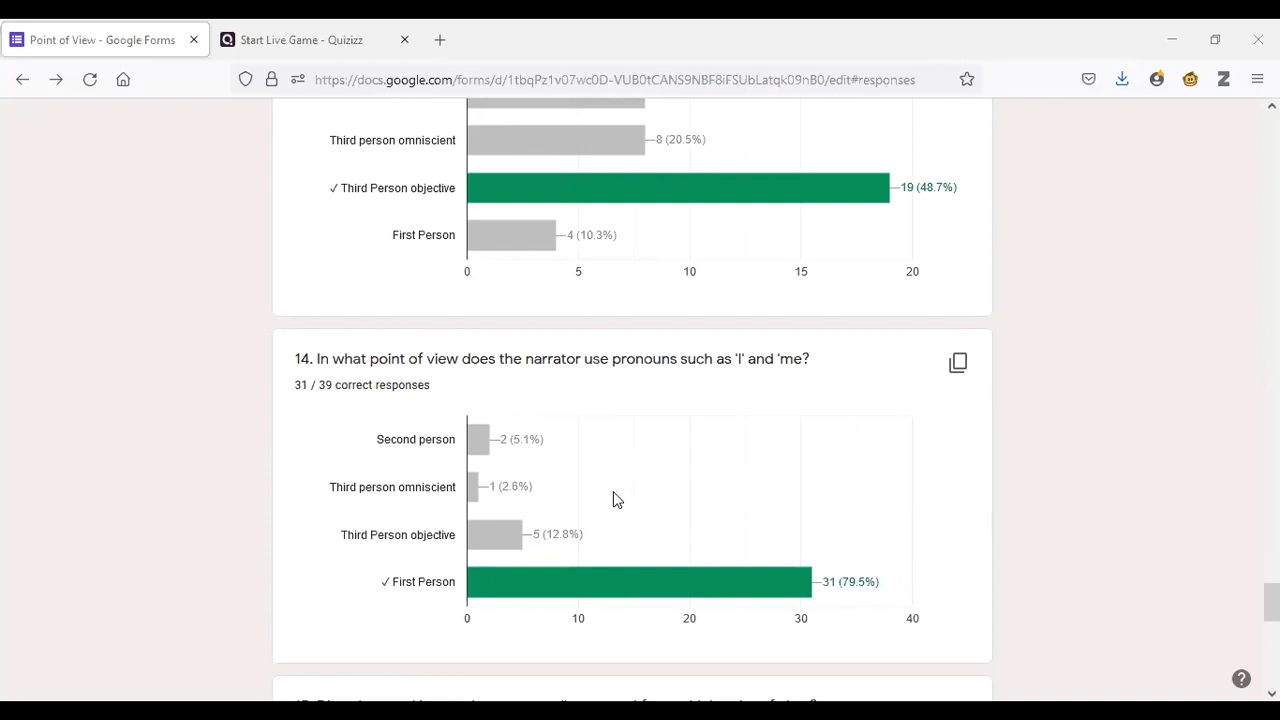 Point of View - Google Forms
Start Live Game - Quizizz
https://docs.google.com/forms/d/1tbqPz1v07wc0D-VUB0tCANS9NBF8iFSUbLatqk09nB0/edit#responses
Third person omniscient 8 (20.5%)
✓ Third Person objective 19 (48.7%)
First Person 4 (10.3%)
0 5 10 15 20
14. In what point of view does the narrator use pronouns such as 'I' and 'me?
31 / 39 correct responses
Second person 2 (5.1%)
Third person omniscient 1 (2.6%)
Third Person objective 5 (12.8%)
✓ First Person 31 (79.5%)
0 10 20 30 40